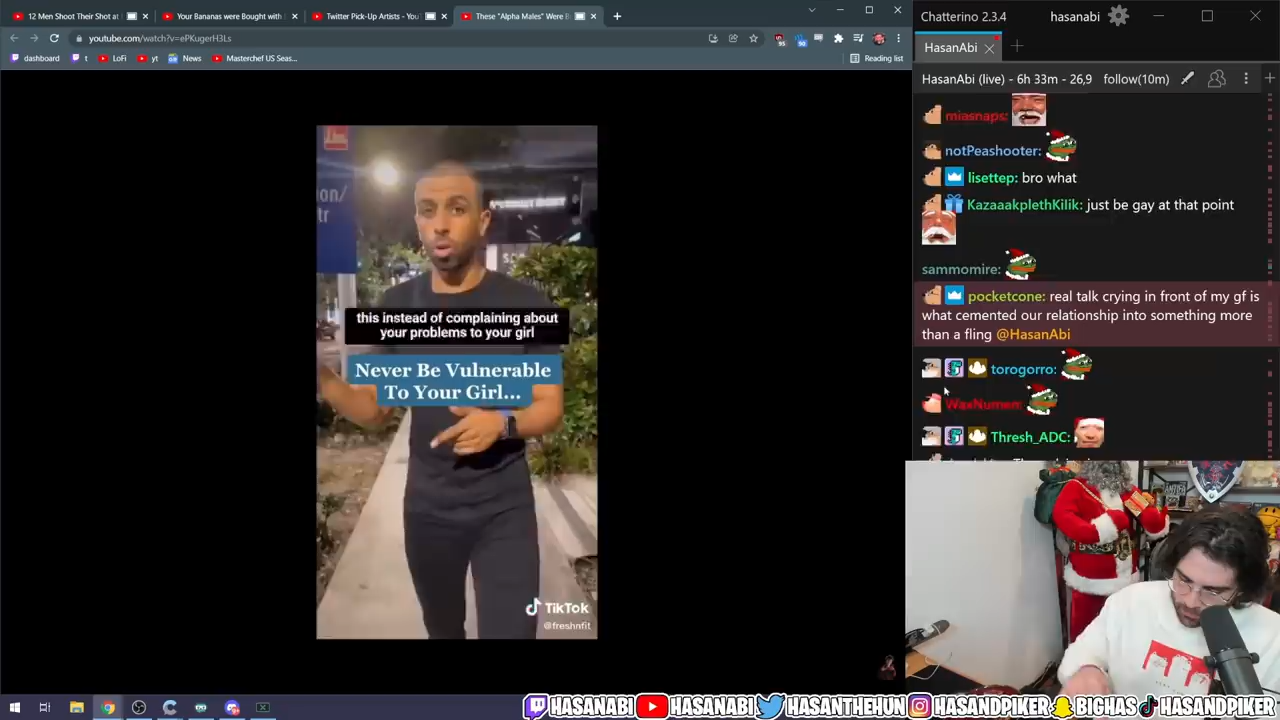 12 Men Shoot Their Shot at
Your Bananas were Bought with
Twitter Pick-Up Artists - You
These "Alpha Males" Were B
youtube.com/watch?v=ePKugerH3Ls
dashboard
t
LoFi
yt
News
Masterchef US Seas...
Reading list
on/
tr
this instead of complaining about
your problems to your girl
Never Be Vulnerable
To Your Girl...
TikTok
@freshnfit
Chatterino 2.3.4
hasanabi
HasanAbi
HasanAbi (live) - 6h 33m - 26,9
follow(10m)
miasnaps:
notPeashooter:
lisettep: bro what
KazaaakplethKilik: just be gay at that point
sammomire:
pocketcone: real talk crying in front of my gf is
what cemented our relationship into something more
than a fling @HasanAbi
torogorro:
WaxNumen:
Thresh_ADC:
HASANABI
HASANABI
HASANTHEHUN
HASANDPIKER
BIGHAS
HASANDPIKER